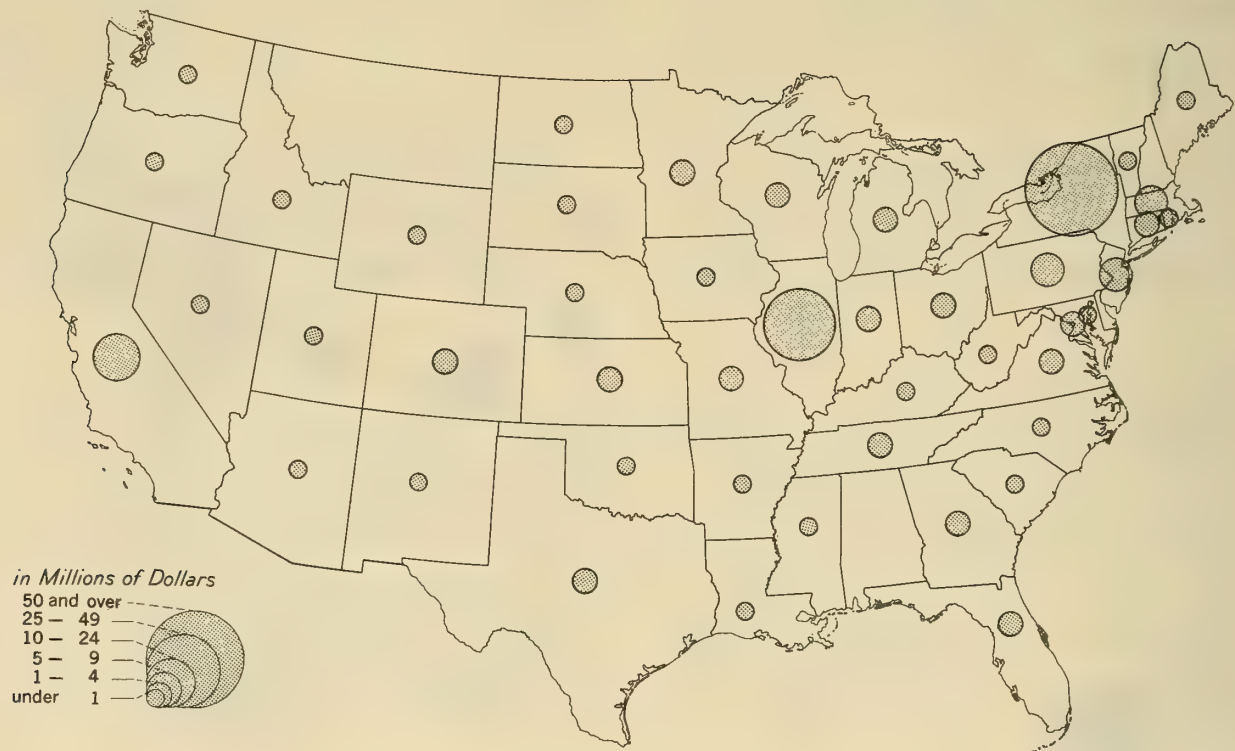 in Millions of Dollars
50 and over
25 – 49
10 – 24
5 – 9
1 – 4
under 1